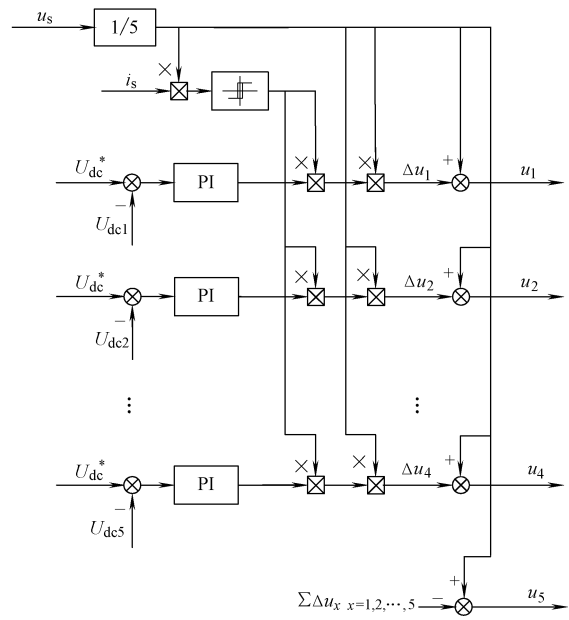 u_s 1/5
×
i_s
U_dc* PI × × Δu_1 + u_1
−
U_dc1
U_dc* PI × × Δu_2 + u_2
−
U_dc2
⋮ ⋮
U_dc* PI × × Δu_4 + u_4
−
U_dc5
+
∑Δu_x x=1,2,⋯,5 − u_5